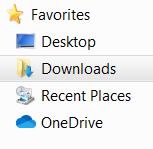 Favorites
Desktop
Downloads
Recent Places
OneDrive